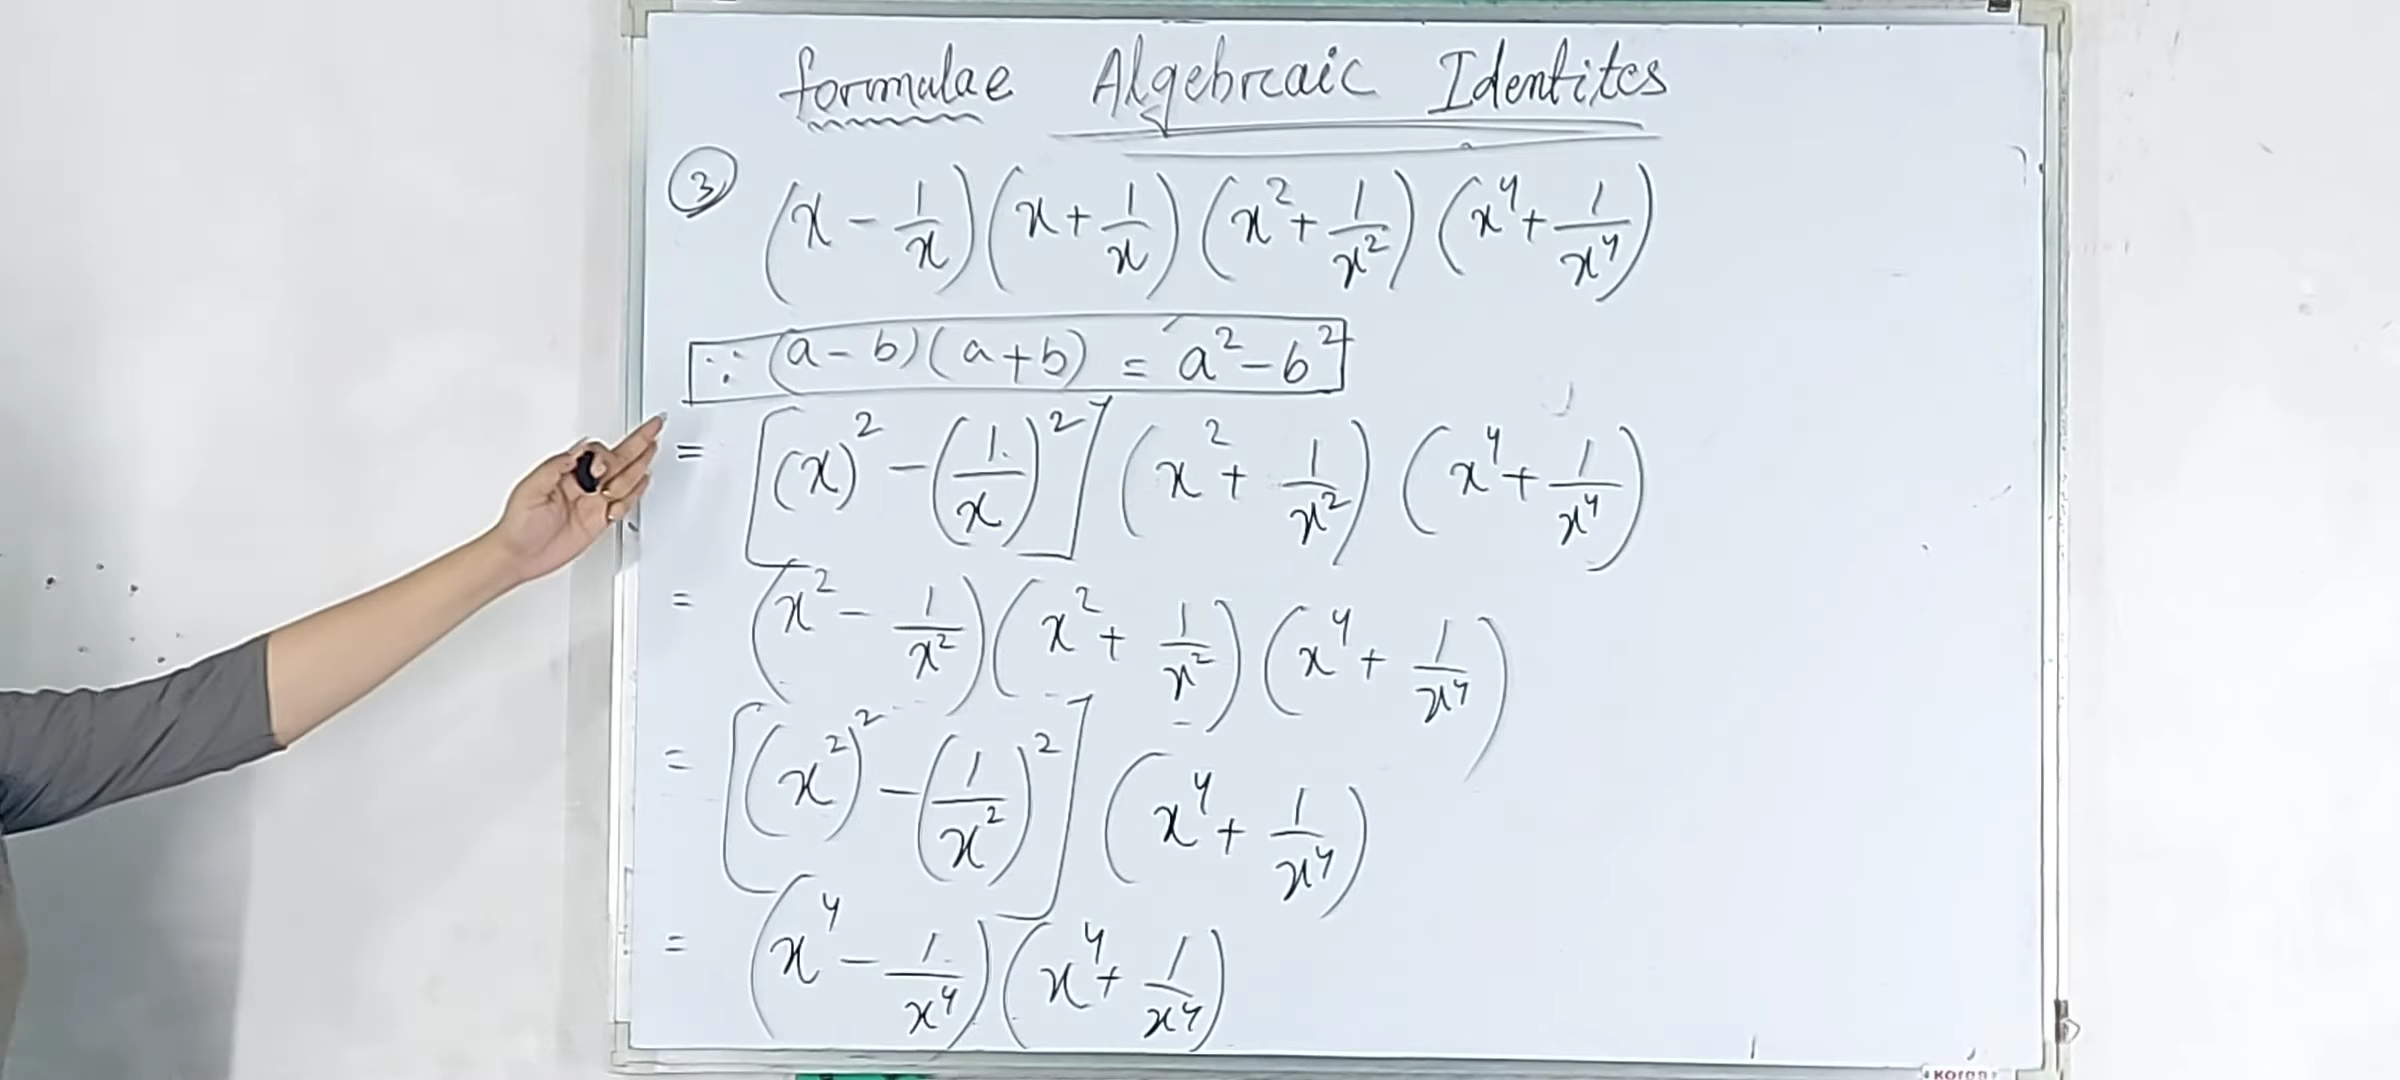 formulae Algebraic Identites
③ (x - 1/x)(x + 1/x)(x² + 1/x²)(x⁴ + 1/x⁴)
∵ (a - b)(a + b) = a² - b²
= [(x)² - (1/x)²](x² + 1/x²)(x⁴ + 1/x⁴)
= (x² - 1/x²)(x² + 1/x²)(x⁴ + 1/x⁴)
= [(x²)² - (1/x²)²](x⁴ + 1/x⁴)
= (x⁴ - 1/x⁴)(x⁴ + 1/x⁴)